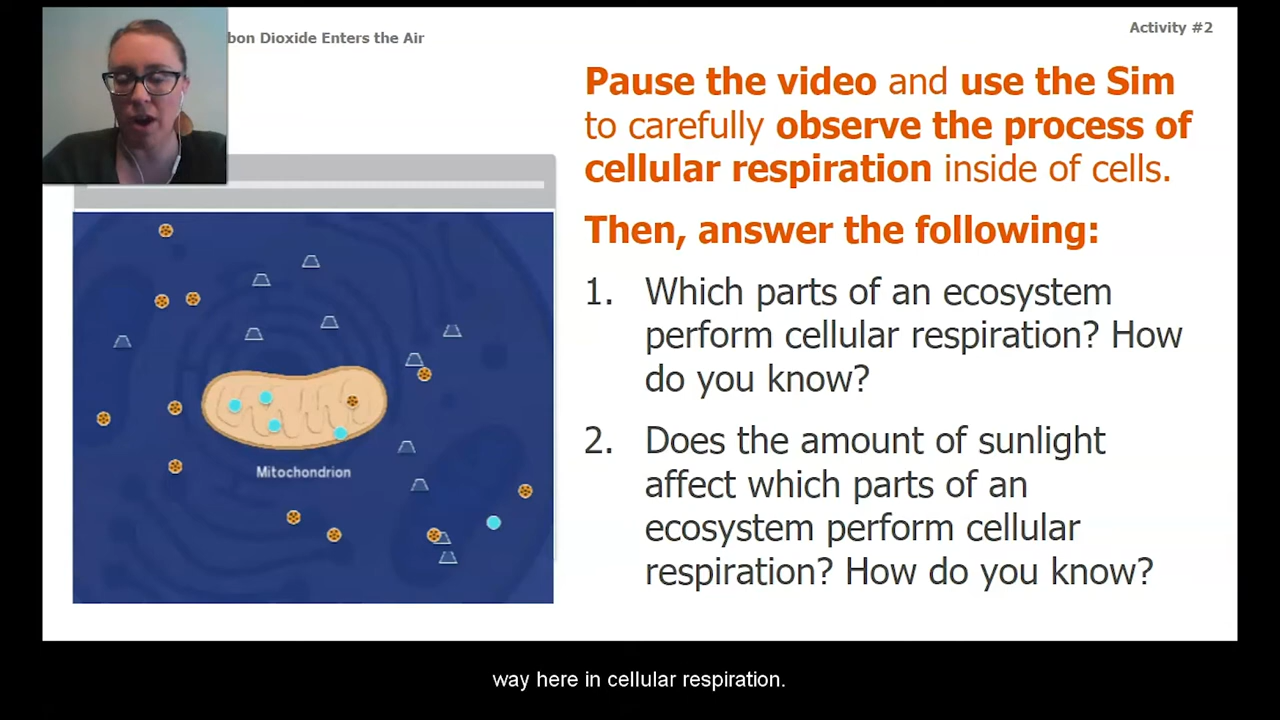 bon Dioxide Enters the Air
Activity #2
Pause the video and use the Sim
to carefully observe the process of
cellular respiration inside of cells.
Then, answer the following:
1. Which parts of an ecosystem
perform cellular respiration? How
do you know?
2. Does the amount of sunlight
affect which parts of an
ecosystem perform cellular
respiration? How do you know?
Mitochondrion
way here in cellular respiration.